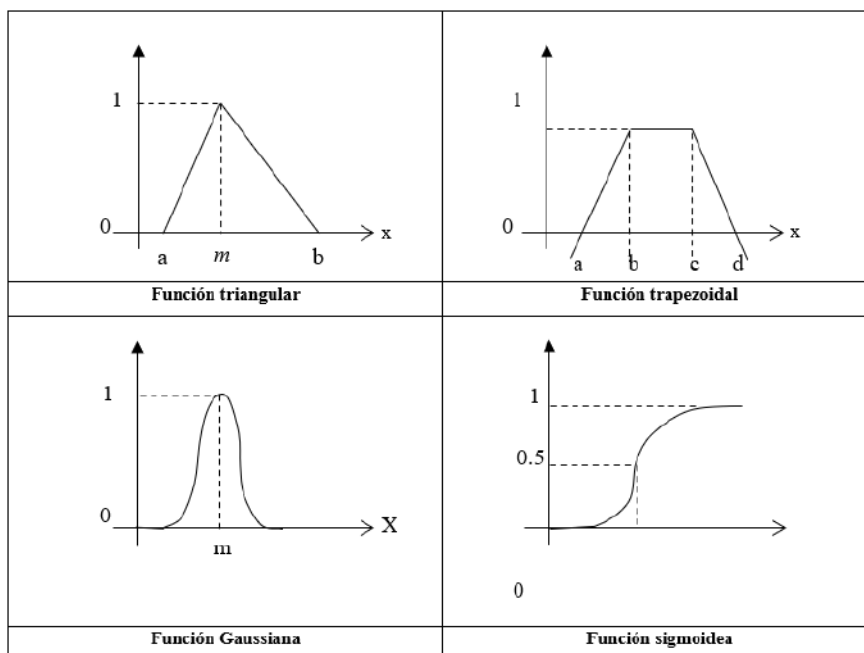 1
0
x
a m b
Función triangular
1
0
x
a b c d
Función trapezoidal
1
0
X
m
Función Gaussiana
1
0.5
0
Función sigmoidea